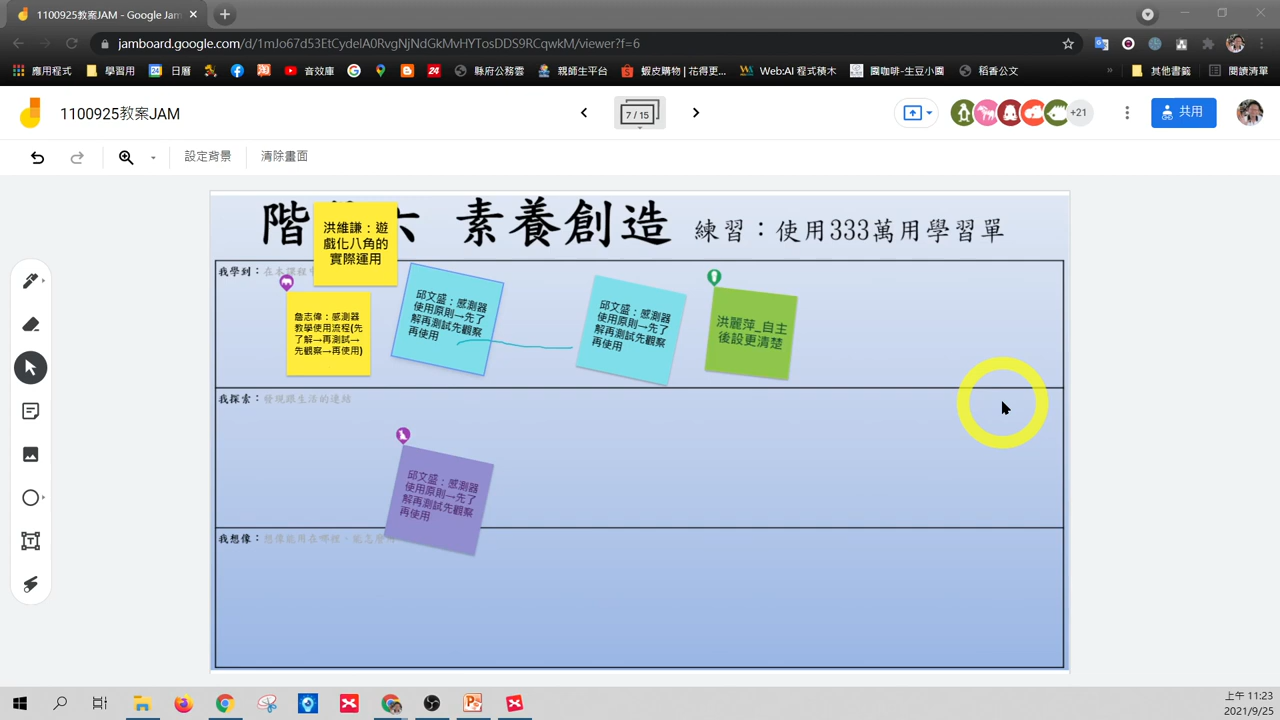 1100925教案JAM - Google Jam
jamboard.google.com/d/1mJo67d53EtCydeIA0RvgNjNdGkMvHYTosDDS9RCqwkM/viewer?f=6
應用程式
學習用
日曆
音效庫
縣府公雲
親師生平台
蝦皮購物 | 花得更...
Web:AI 程式積木
國咖啡-生豆小圃
稻香公文
»
其他書籤
閱讀清單
1100925教案JAM
7 / 15
+21
共用
設定背景
清除畫面
素養創造 練習：使用333萬用學習單
洪維謙：遊
戲化八角的
實際運用
我學到：
詹志偉：感測器
教學使用流程(先
了解→再測試→
先觀察→再使用)
邱文盛：感測器
使用原則→先了
解再測試先觀察
再使用
邱文盛：感測器
使用原則→先了
解再測試先觀察
再使用
洪麗萍_自主
後設更清楚
我探索：發現跟生活的連結
邱文盛：感測器
使用原則→先了
解再測試先觀察
再使用
我想像：
上午 11:23
2021/9/25